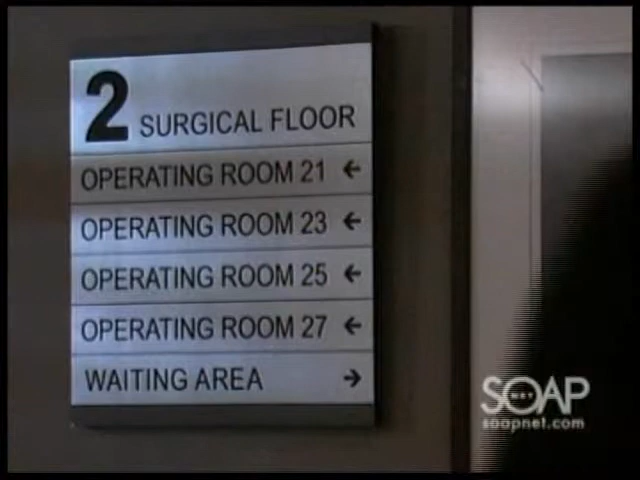 2 SURGICAL FLOOR
OPERATING ROOM 21 ←
OPERATING ROOM 23 ←
OPERATING ROOM 25 ←
OPERATING ROOM 27 ←
WAITING AREA →
SOAP
NET
soapnet.com